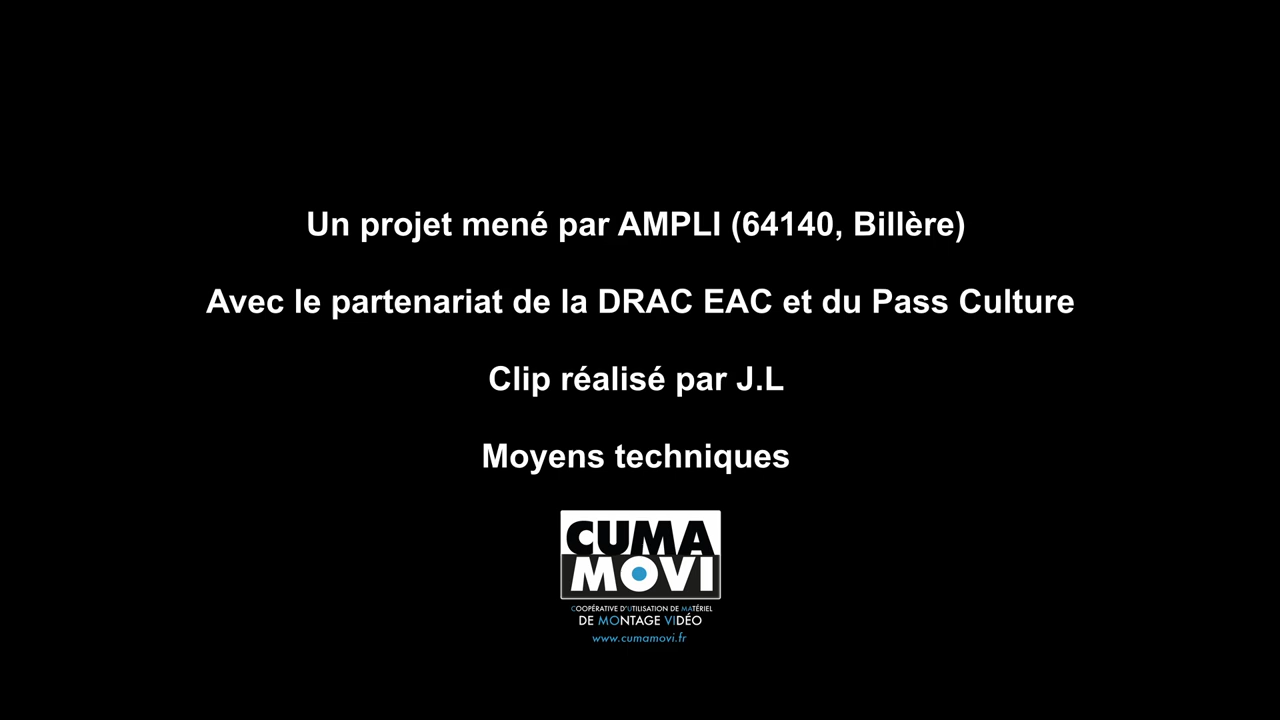 Un projet mené par AMPLI (64140, Billère)
Avec le partenariat de la DRAC EAC et du Pass Culture
Clip réalisé par J.L
Moyens techniques
CUMA
MOVI
COOPÉRATIVE D'UTILISATION DE MATÉRIEL
DE MONTAGE VIDÉO
www.cumamovi.fr